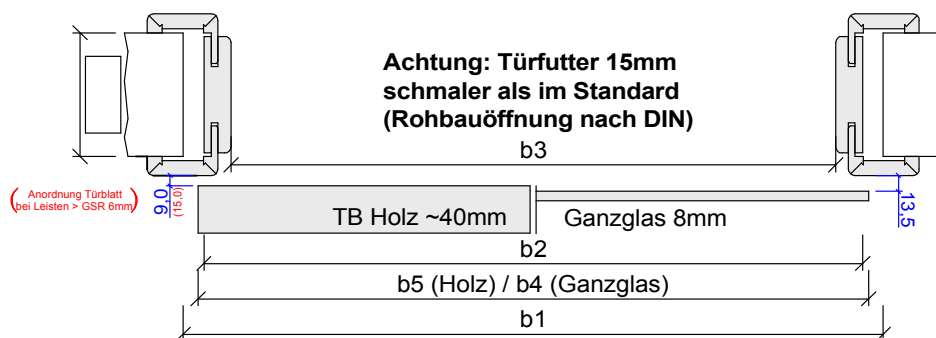 Achtung: Türfutter 15mm
schmaler als im Standard
(Rohbauöffnung nach DIN)
b3
(Anordnung Türblatt
bei Leisten > GSR 6mm)
9,0
(15,0)
13,5
TB Holz ~40mm
Ganzglas 8mm
b2
b5 (Holz) / b4 (Ganzglas)
b1